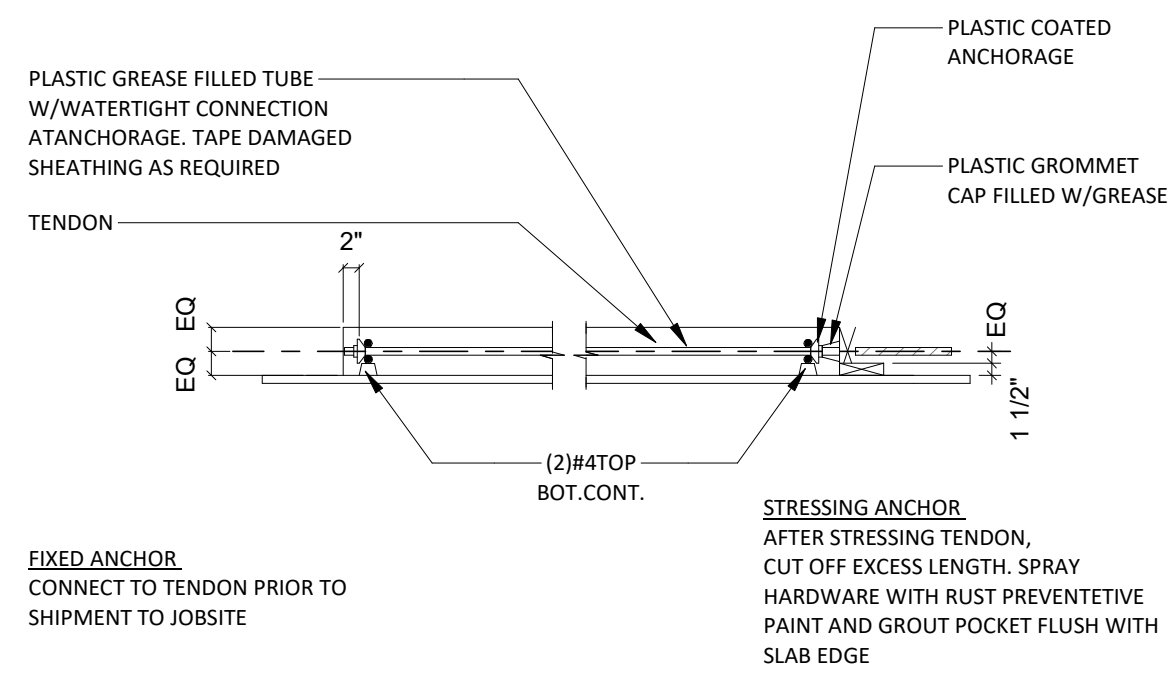 PLASTIC COATED
ANCHORAGE
PLASTIC GREASE FILLED TUBE
W/WATERTIGHT CONNECTION
ATANCHORAGE. TAPE DAMAGED
SHEATHING AS REQUIRED
PLASTIC GROMMET
CAP FILLED W/GREASE
TENDON
2"
EQ
EQ
EQ
1 1/2"
(2)#4TOP
BOT.CONT.
FIXED ANCHOR
CONNECT TO TENDON PRIOR TO
SHIPMENT TO JOBSITE
STRESSING ANCHOR
AFTER STRESSING TENDON,
CUT OFF EXCESS LENGTH. SPRAY
HARDWARE WITH RUST PREVENTETIVE
PAINT AND GROUT POCKET FLUSH WITH
SLAB EDGE